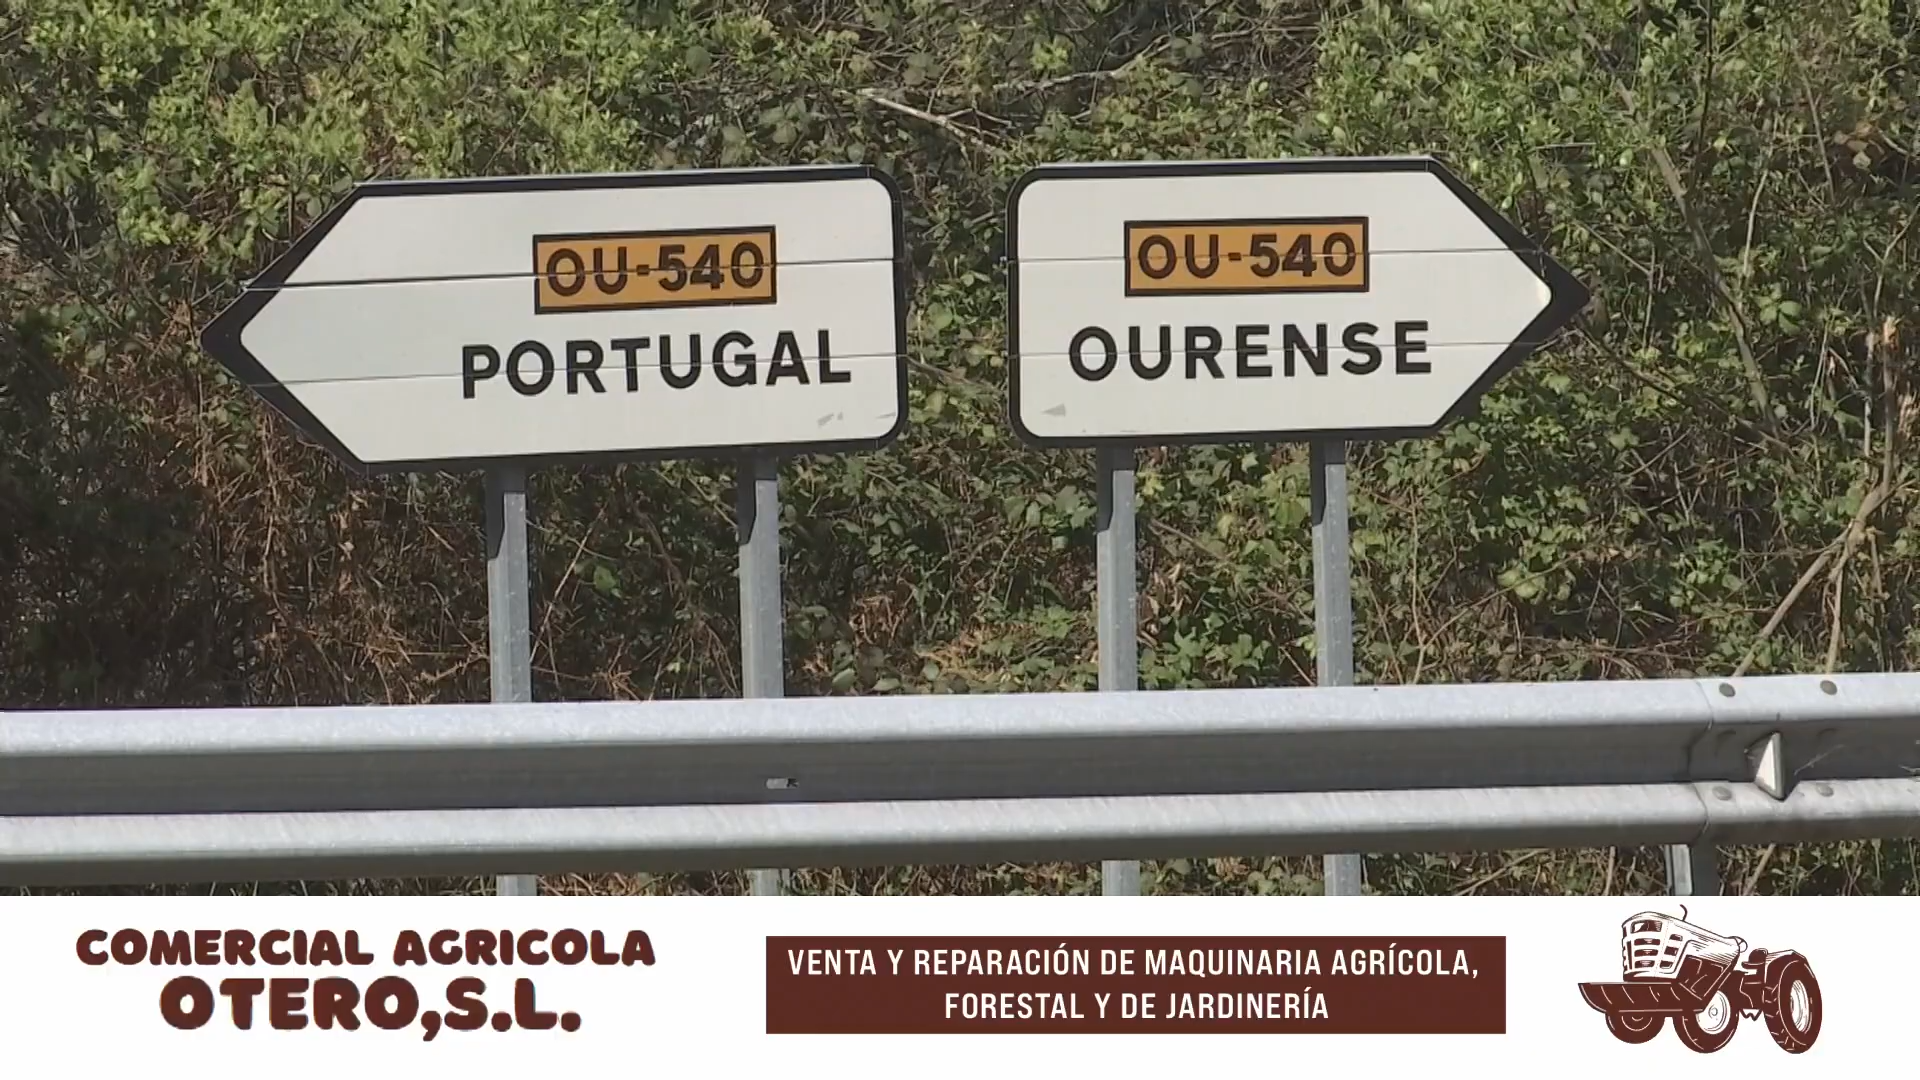 OU-540
PORTUGAL
OU-540
OURENSE
COMERCIAL AGRICOLA
OTERO,S.L.
VENTA Y REPARACIÓN DE MAQUINARIA AGRÍCOLA,
FORESTAL Y DE JARDINERÍA